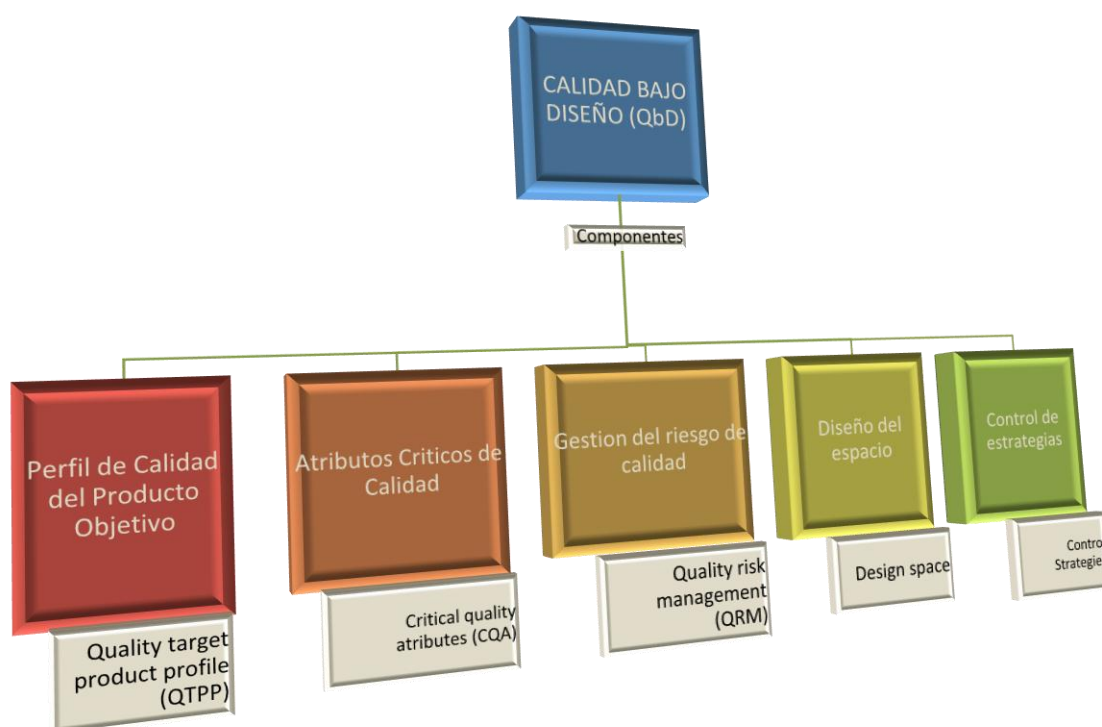 CALIDAD BAJO
DISEÑO (QbD)
Componentes
Perfil de Calidad
del Producto
Objetivo
Quality target
product profile
(QTPP)
Atributos Criticos de
Calidad
Critical quality
atributes (CQA)
Gestion del riesgo de
calidad
Quality risk
management
(QRM)
Diseño del
espacio
Design space
Control de
estrategias
Control
Strategie